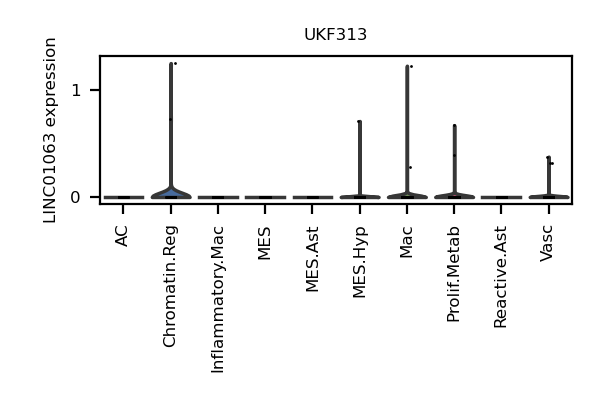 UKF313
LINC01063 expression
1
0
AC
Chromatin.Reg
Inflammatory.Mac
MES
MES.Ast
MES.Hyp
Mac
Prolif.Metab
Reactive.Ast
Vasc